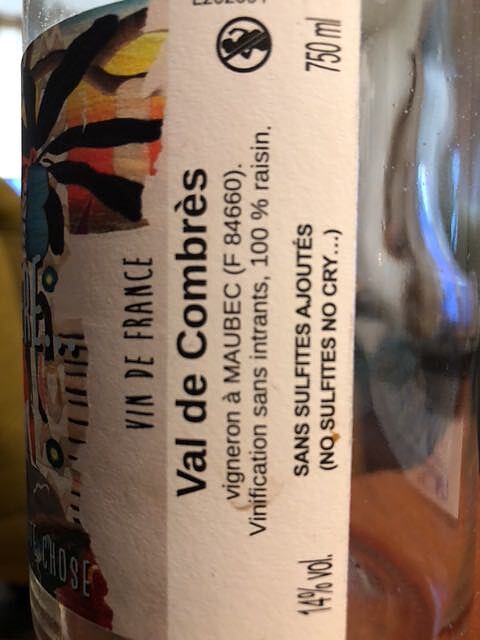 VIN DE FRANCE
Val de Combrès
vigneron à MAUBEC (F 84660).
Vinification sans intrants, 100 % raisin.
SANS SULFITES AJOUTÉS
(NO SULFITES NO CRY...)
14% vol.
750 ml
CHOSE